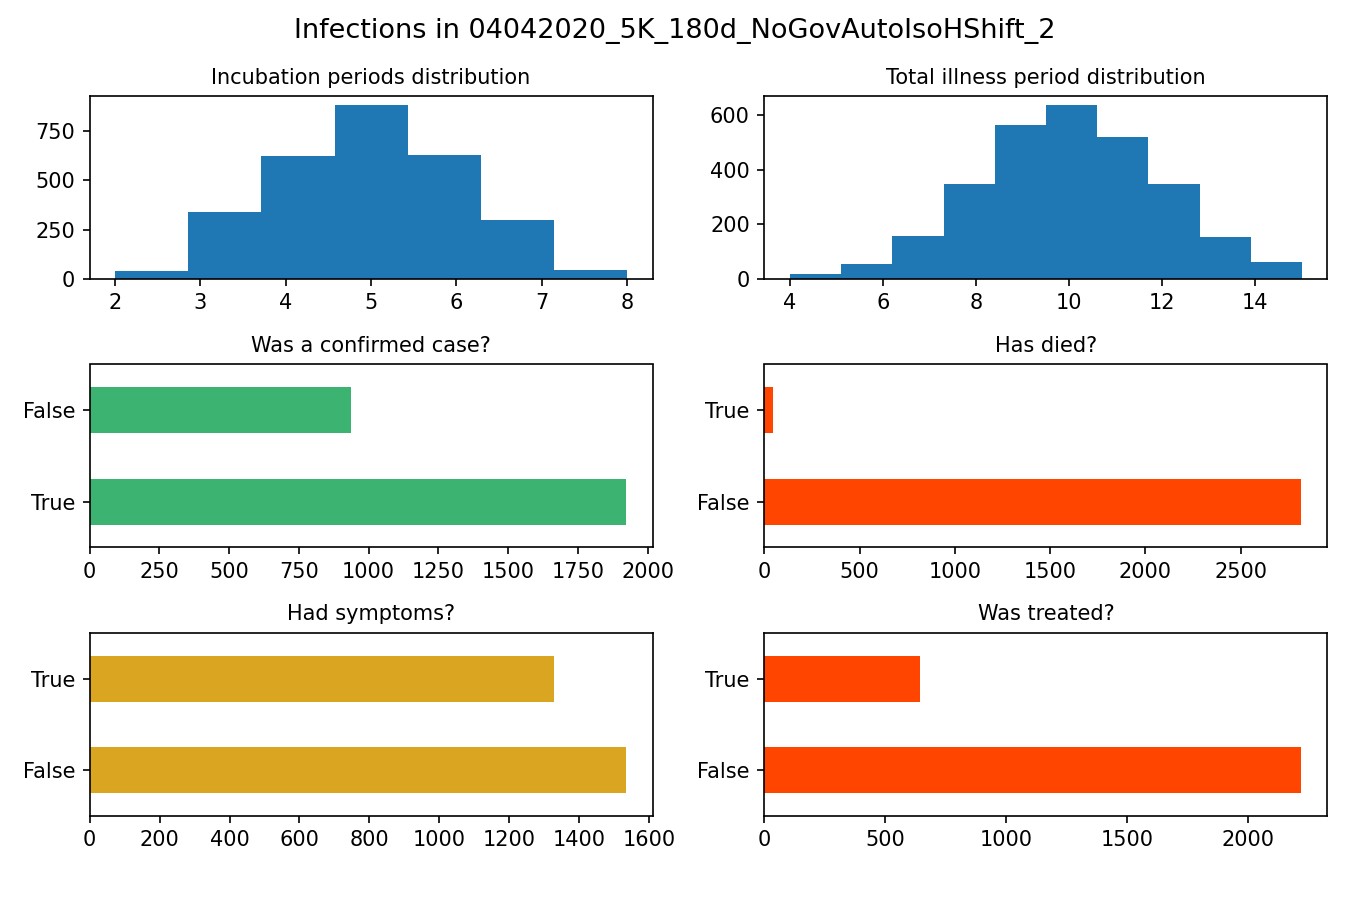 Infections in 04042020_5K_180d_NoGovAutoIsoHShift_2
Incubation periods distribution
750
500
250
0
2 3 4 5 6 7 8
Total illness period distribution
600
400
200
0
4 6 8 10 12 14
Was a confirmed case?
False
True
0 250 500 750 1000 1250 1500 1750 2000
Has died?
True
False
0 500 1000 1500 2000 2500
Had symptoms?
True
False
0 200 400 600 800 1000 1200 1400 1600
Was treated?
True
False
0 500 1000 1500 2000